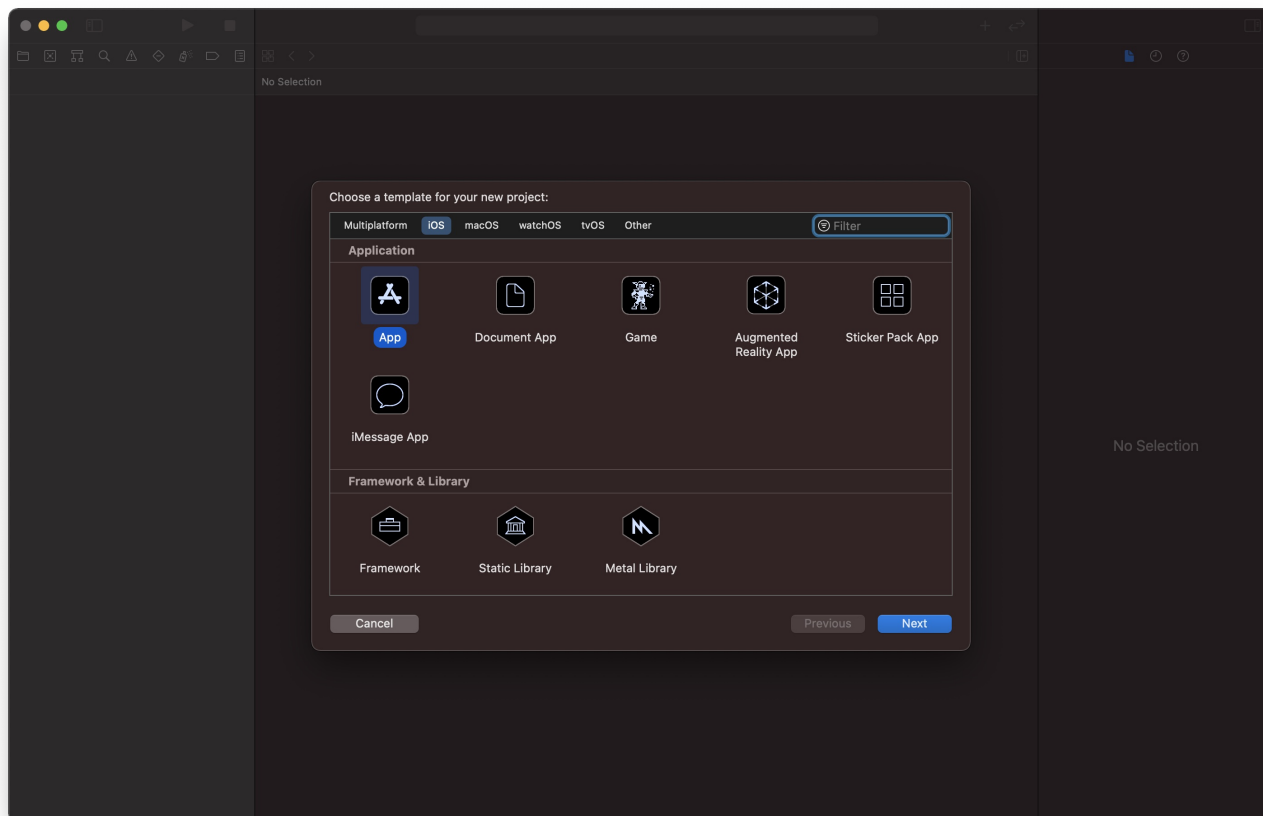 No Selection
Choose a template for your new project:
Multiplatform iOS macOS watchOS tvOS Other
Filter
Application
App
Document App
Game
Augmented
Reality App
Sticker Pack App
iMessage App
No Selection
Framework & Library
Framework
Static Library
Metal Library
Cancel
Previous
Next